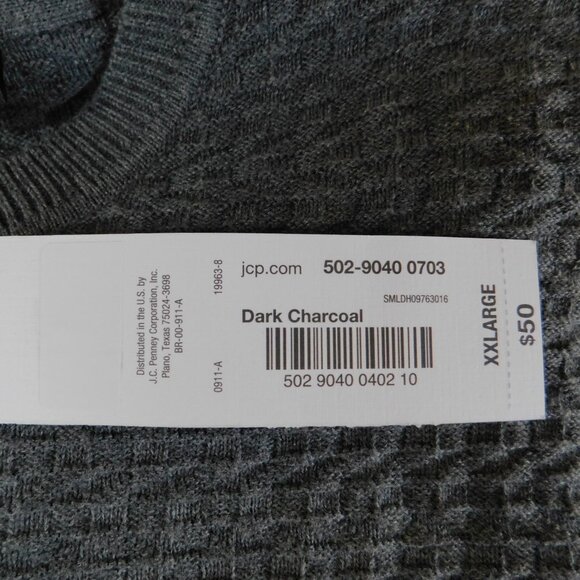 Distributed in the U.S. by
J.C. Penney Corporation, Inc.
Plano, Texas 75024-3698
BR-00-911-A
19963-8
0911-A
jcp.com 502-9040 0703
SMLDH09763016
Dark Charcoal
502 9040 0402 10
XXLARGE
$50